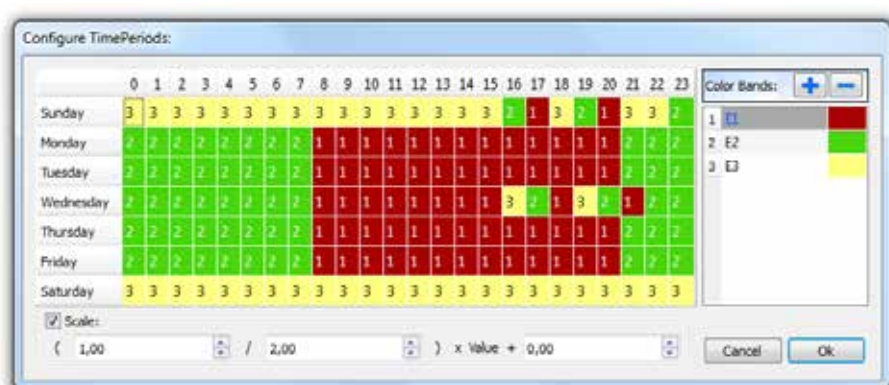 Configure TimePeriods:
0 1 2 3 4 5 6 7 8 9 10 11 12 13 14 15 16 17 18 19 20 21 22 23
Sunday 3 3 3 3 3 3 3 3 3 3 3 3 3 3 3 3 2 1 3 2 1 3 3 2
Monday 2 2 2 2 2 2 2 2 1 1 1 1 1 1 1 1 1 1 1 1 1 2 2 2
Tuesday 2 2 2 2 2 2 2 2 1 1 1 1 1 1 1 1 1 1 1 1 1 2 2 2
Wednesday 2 2 2 2 2 2 2 2 1 1 1 1 1 1 1 1 3 2 1 3 2 1 2 2
Thursday 2 2 2 2 2 2 2 2 1 1 1 1 1 1 1 1 1 1 1 1 1 2 2 2
Friday 2 2 2 2 2 2 2 2 1 1 1 1 1 1 1 1 1 1 1 1 1 2 2 2
Saturday 3 3 3 3 3 3 3 3 3 3 3 3 3 3 3 3 3 3 3 3 3 3 3 3
Color Bands: + −
1 E1
2 E2
3 E3
Scale:
( 1,00 / 2,00 ) x Value + 0,00
Cancel Ok